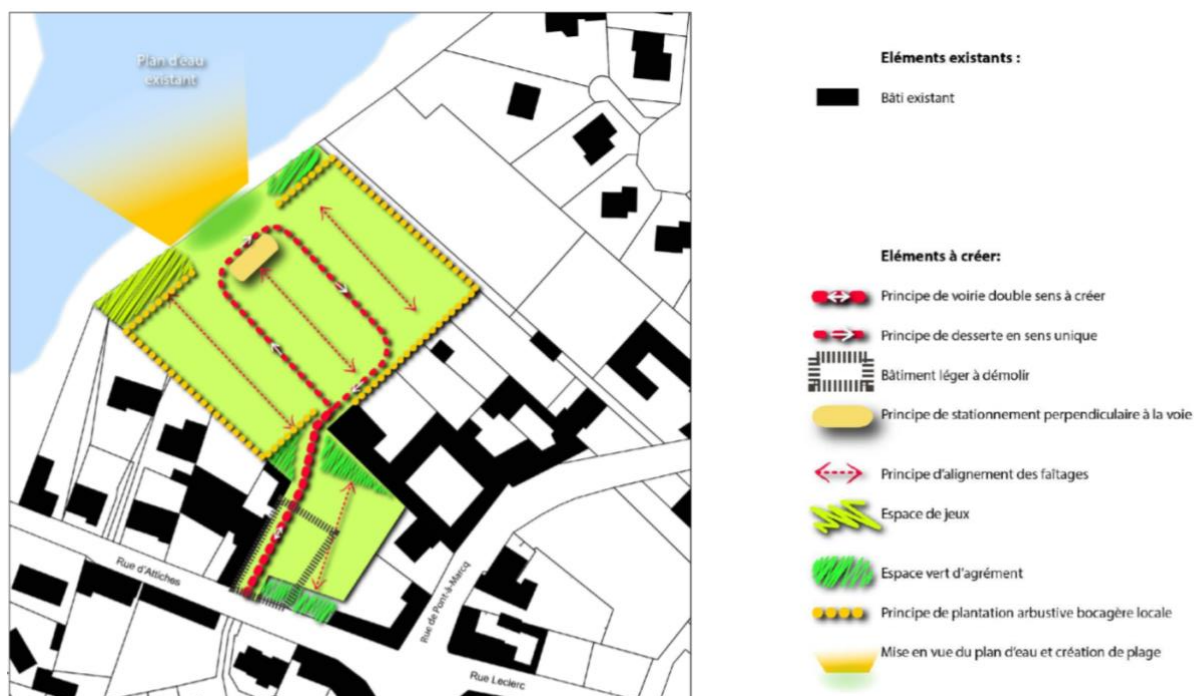 Plan d'eau
existant
Rue d'Attiches
Rue de Pont-à-Marcq
Rue Leclerc
Eléments existants :
Bâti existant
Eléments à créer:
Principe de voirie double sens à créer
Principe de desserte en sens unique
Bâtiment léger à démolir
Principe de stationnement perpendiculaire à la voie
Principe d'alignement des faîtages
Espace de jeux
Espace vert d'agrément
Principe de plantation arbustive bocagère locale
Mise en vue du plan d'eau et création de plage